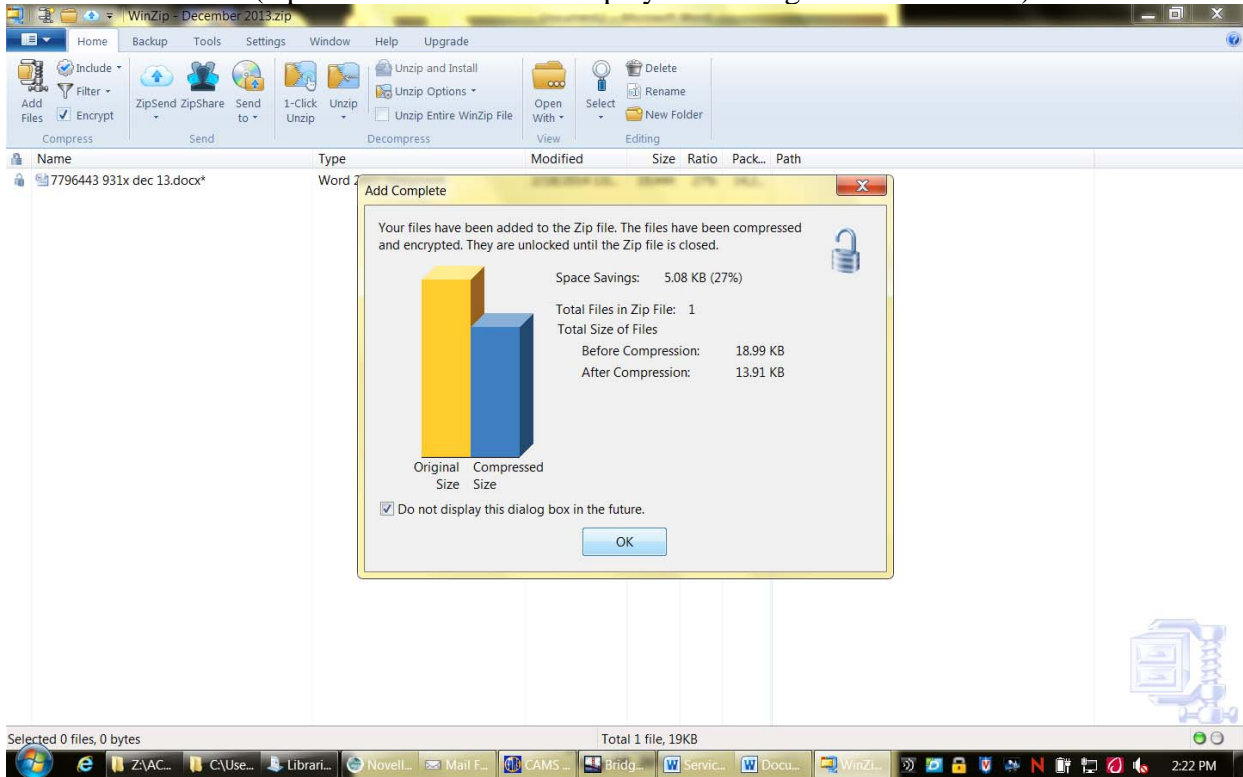 WinZip - December 2013.zip
Home Backup Tools Settings Window Help Upgrade
Include
Filter
Add Files
Encrypt
Compress
ZipSend ZipShare Send to
Send
1-Click Unzip
Unzip
Unzip and Install
Unzip Options
Unzip Entire WinZip File
Decompress
Open With
View
Select
Delete
Rename
New Folder
Editing
Name Type Modified Size Ratio Pack... Path
7796443 931x dec 13.docx* Word 2
Add Complete
Your files have been added to the Zip file. The files have been compressed
and encrypted. They are unlocked until the Zip file is closed.
Space Savings: 5.08 KB (27%)
Total Files in Zip File: 1
Total Size of Files
Before Compression: 18.99 KB
After Compression: 13.91 KB
Original Compressed
Size Size
Do not display this dialog box in the future.
OK
Selected 0 files, 0 bytes Total 1 file, 19KB
Z:\AC... C:\Use... Librari... Novell... Mail F... CAMS ... Bridg... Servic... Docu... WinZi... 2:22 PM